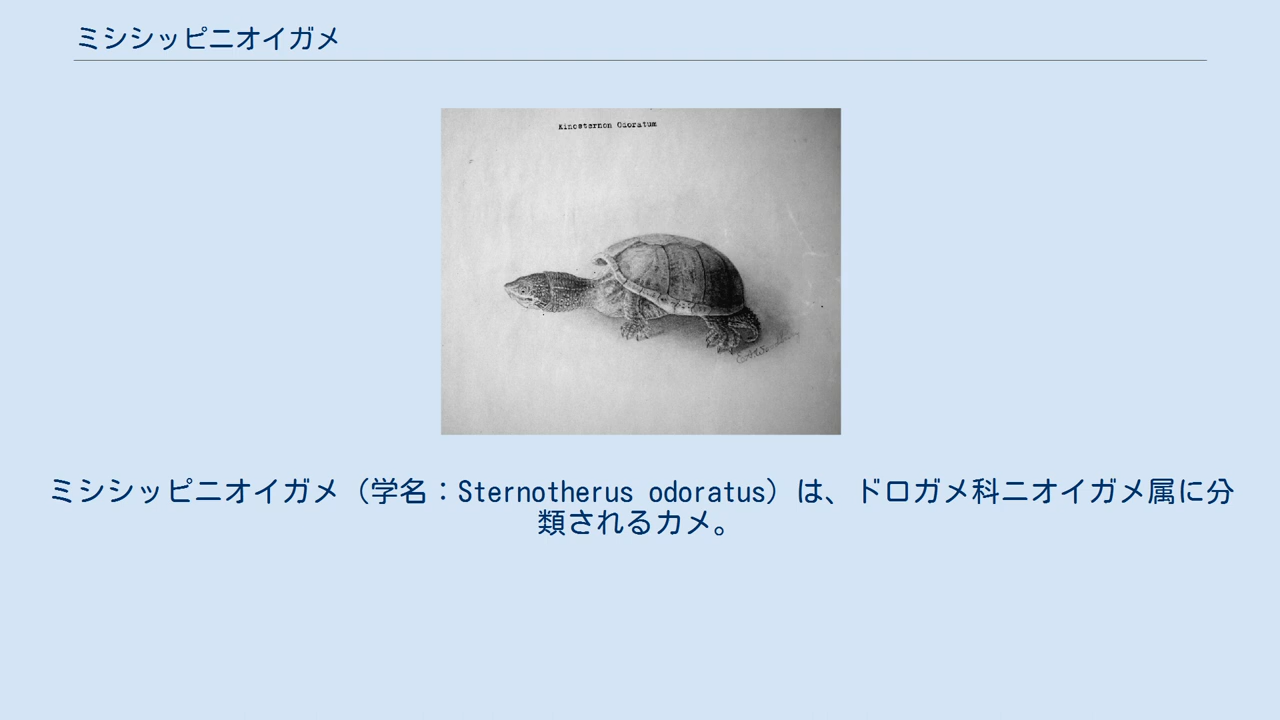 ミシシッピニオイガメ
Kinosternon Odoratum
ミシシッピニオイガメ（学名：Sternotherus odoratus）は、ドロガメ科ニオイガメ属に分
類されるカメ。